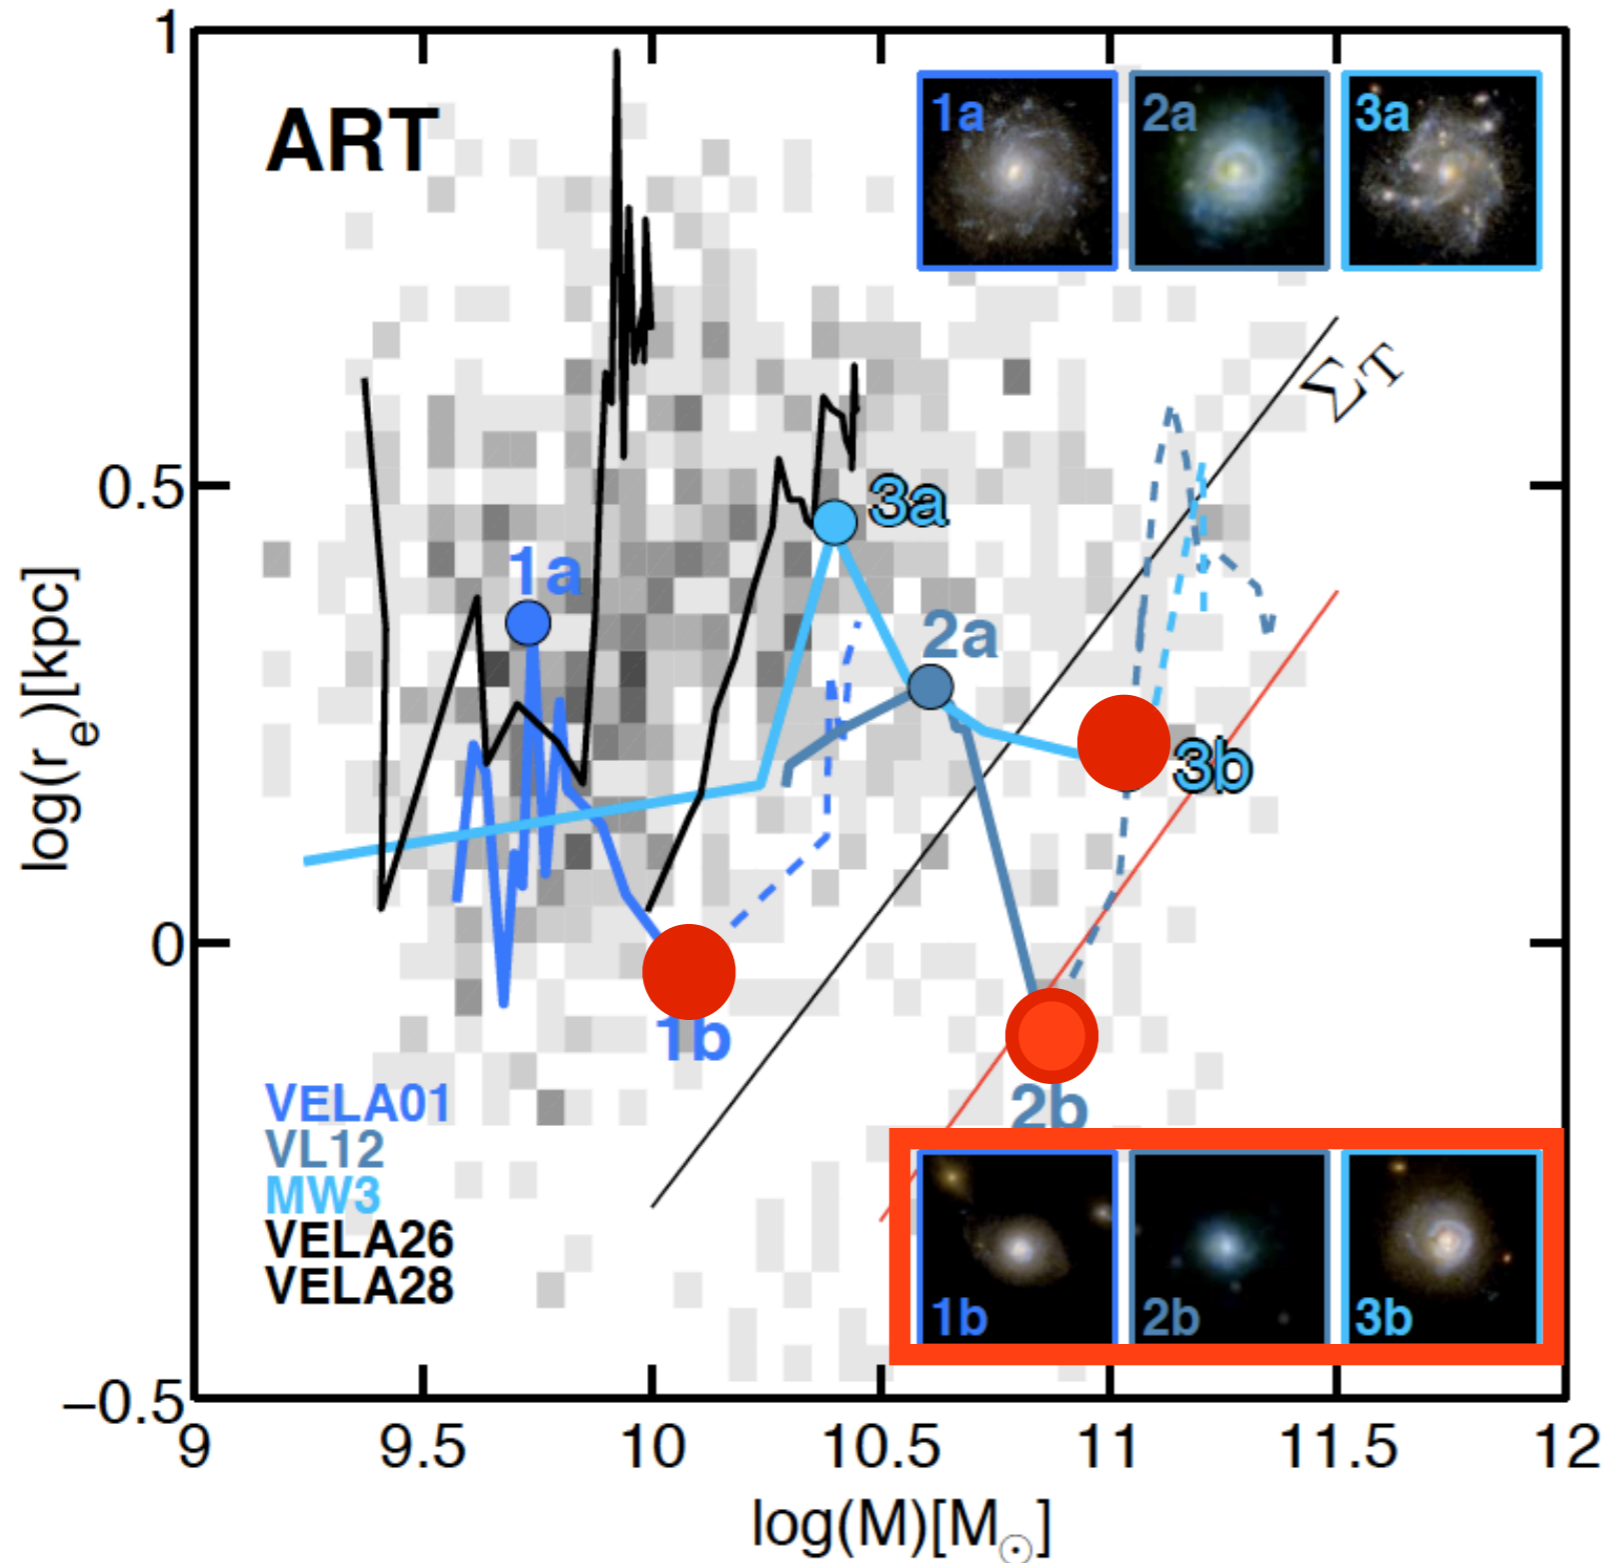 1
ART
1a
2a
3a
Σ_T
0.5
3a
1a
2a
log(r_e)[kpc]
3b
0
1b
2b
VELA01
VL12
MW3
VELA26
VELA28
1b
2b
3b
−0.5
9
9.5
10
10.5
11
11.5
12
log(M)[M_⊙]